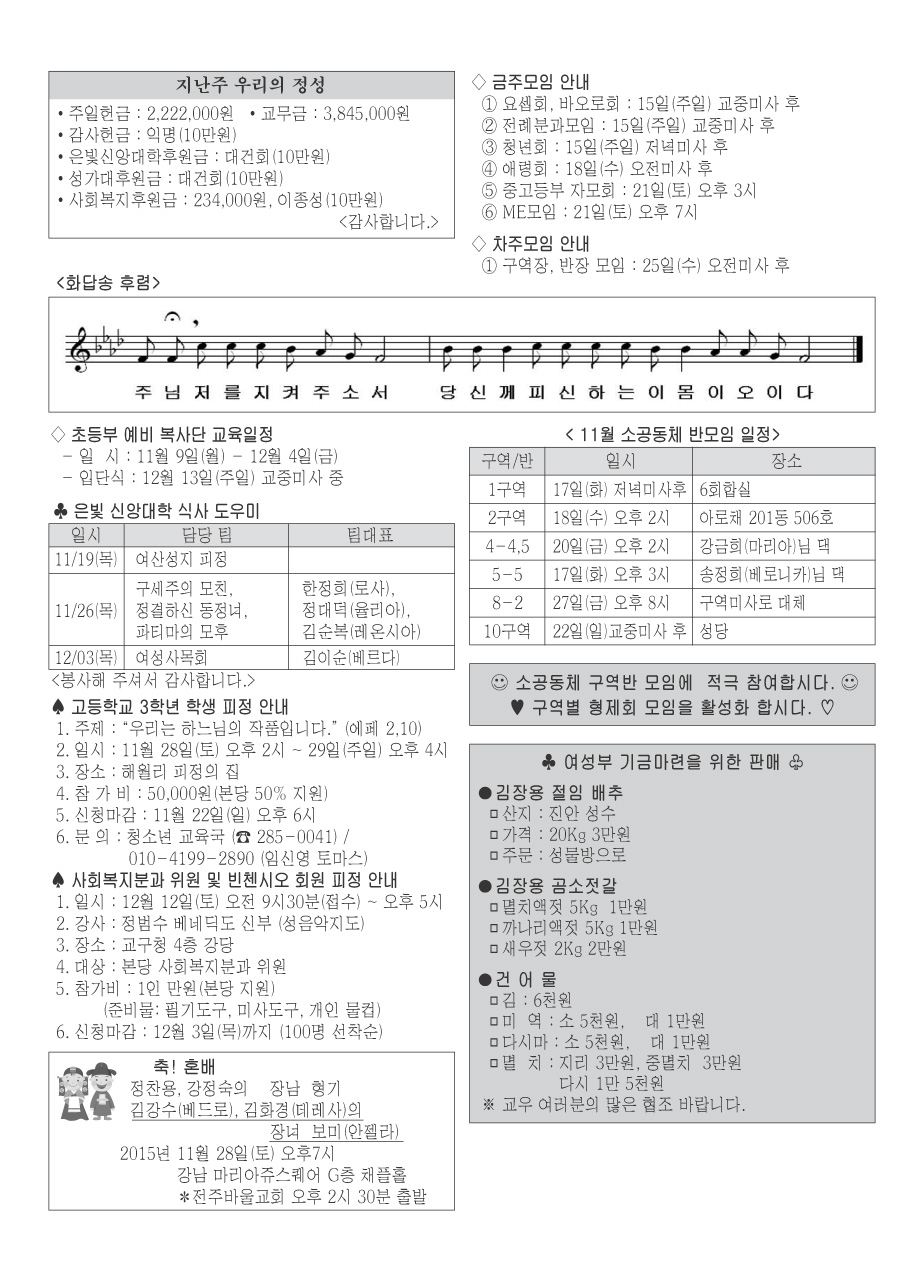 지난주 우리의 정성
• 주일헌금 : 2,222,000원 • 교무금 : 3,845,000원
• 감사헌금 : 익명(10만원)
• 은빛신앙대학후원금 : 대건회(10만원)
• 성가대후원금 : 대건회(10만원)
• 사회복지후원금 : 234,000원, 이종성(10만원)
<감사합니다.>
◇ 금주모임 안내
① 요셉회, 바오로회 : 15일(주일) 교중미사 후
② 전례분과모임 : 15일(주일) 교중미사 후
③ 청년회 : 15일(주일) 저녁미사 후
④ 애령회 : 18일(수) 오전미사 후
⑤ 중고등부 자모회 : 21일(토) 오후 3시
⑥ ME모임 : 21일(토) 오후 7시
◇ 차주모임 안내
① 구역장, 반장 모임 : 25일(수) 오전미사 후
<화답송 후렴>
주 님 저 를 지 켜 주 소 서 당 신 께 피 신 하 는 이 몸 이 오 이 다
◇ 초등부 예비 복사단 교육일정
- 일 시 : 11월 9일(월) - 12월 4일(금)
- 입단식 : 12월 13일(주일) 교중미사 중
♣ 은빛 신앙대학 식사 도우미
일시 담당 팀 팀대표
11/19(목) 여산성지 피정
11/26(목) 구세주의 모친, 정결하신 동정녀, 파티마의 모후 한정희(로사), 정대덕(율리아), 김순복(레온시아)
12/03(목) 여성사목회 김이순(베르다)
<봉사해 주셔서 감사합니다.>
♠ 고등학교 3학년 학생 피정 안내
1. 주제 : “우리는 하느님의 작품입니다.” (에페 2,10)
2. 일시 : 11월 28일(토) 오후 2시 ~ 29일(주일) 오후 4시
3. 장소 : 해월리 피정의 집
4. 참 가 비 : 50,000원(본당 50% 지원)
5. 신청마감 : 11월 22일(일) 오후 6시
6. 문 의 : 청소년 교육국 (☎ 285-0041) /
010-4199-2890 (임신영 토마스)
♠ 사회복지분과 위원 및 빈첸시오 회원 피정 안내
1. 일시 : 12월 12일(토) 오전 9시30분(접수) ~ 오후 5시
2. 강사 : 정범수 베네딕도 신부 (성음악지도)
3. 장소 : 교구청 4층 강당
4. 대상 : 본당 사회복지분과 위원
5. 참가비 : 1인 만원(본당 지원)
(준비물: 필기도구, 미사도구, 개인 물컵)
6. 신청마감 : 12월 3일(목)까지 (100명 선착순)
축! 혼배
정찬용, 강정숙의 장남 형기
김강수(베드로), 김화경(데레사)의
장녀 보미(안젤라)
2015년 11월 28일(토) 오후7시
강남 마리아쥬스퀘어 G층 채플홀
*전주바울교회 오후 2시 30분 출발
< 11월 소공동체 반모임 일정>
구역/반 일시 장소
1구역 17일(화) 저녁미사후 6회합실
2구역 18일(수) 오후 2시 아로채 201동 506호
4-4,5 20일(금) 오후 2시 강금희(마리아)님 댁
5-5 17일(화) 오후 3시 송정희(베로니카)님 댁
8-2 27일(금) 오후 8시 구역미사로 대체
10구역 22일(일)교중미사 후 성당
☺ 소공동체 구역반 모임에 적극 참여합시다. ☺
♥ 구역별 형제회 모임을 활성화 합시다. ♡
♣ 여성부 기금마련을 위한 판매 ♧
● 김장용 절임 배추
□ 산지 : 진안 성수
□ 가격 : 20Kg 3만원
□ 주문 : 성물방으로
● 김장용 곰소젓갈
□ 멸치액젓 5Kg 1만원
□ 까나리액젓 5Kg 1만원
□ 새우젓 2Kg 2만원
● 건 어 물
□ 김 : 6천원
□ 미 역 : 소 5천원, 대 1만원
□ 다시마 : 소 5천원, 대 1만원
□ 멸 치 : 지리 3만원, 중멸치 3만원
다시 1만 5천원
※ 교우 여러분의 많은 협조 바랍니다.